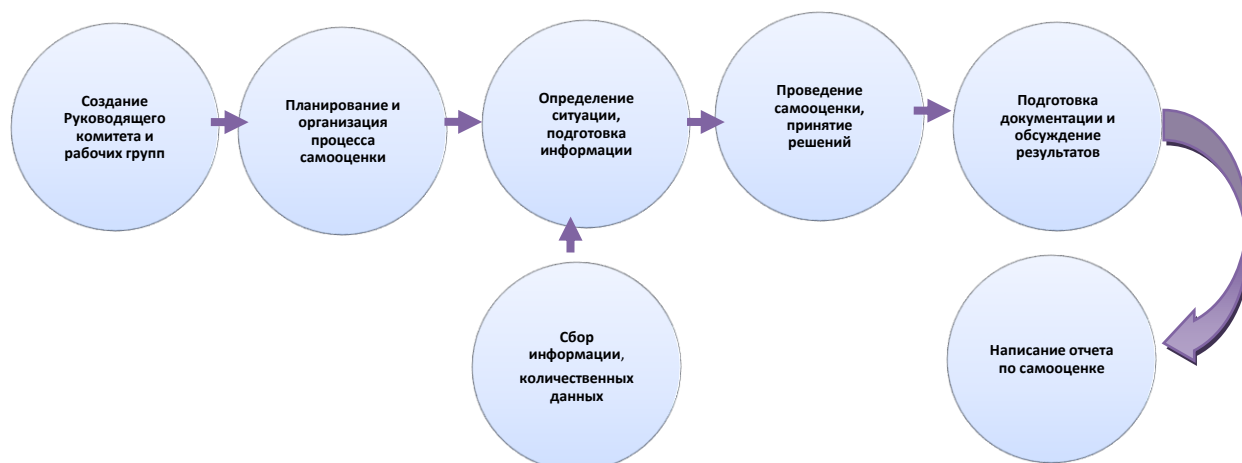 Создание
Руководящего
комитета и
рабочих групп
Планирование и
организация
процесса
самооценки
Определение
ситуации,
подготовка
информации
Проведение
самооценки,
принятие
решений
Подготовка
документации и
обсуждение
результатов
Сбор
информации,
количественных
данных
Написание отчета
по самооценке